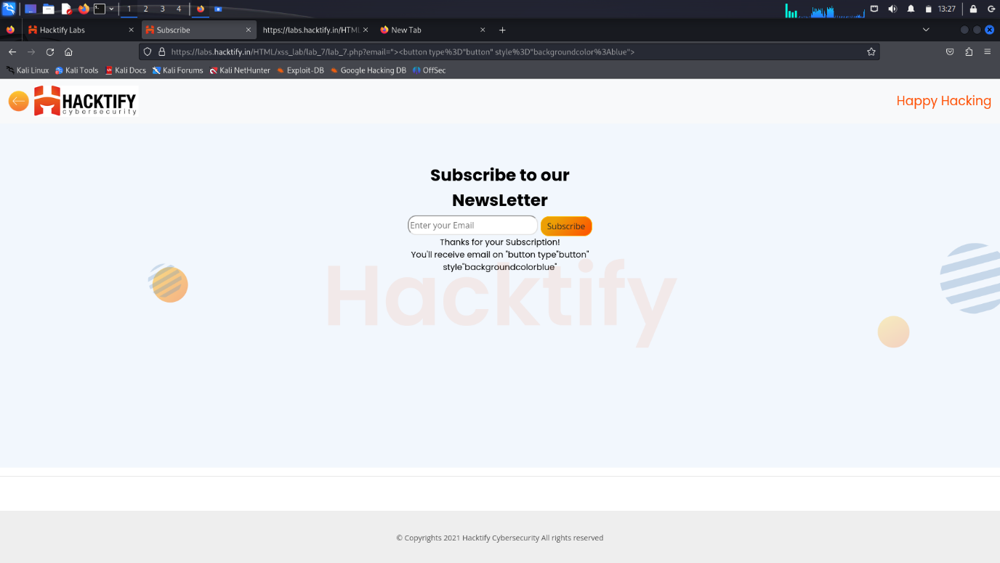 1 2 3 4 13:27
Hacktify Labs Subscribe https://labs.hacktify.in/HTML New Tab
https://labs.hacktify.in/HTML/xss_lab/lab_7/lab_7.php?email="><button type%3D"button" style%3D"backgroundcolor%3Ablue">
Kali Linux Kali Tools Kali Docs Kali Forums Kali NetHunter Exploit-DB Google Hacking DB OffSec
HACKTIFY
cybersecurity
Happy Hacking
Subscribe to our
NewsLetter
Enter your Email Subscribe
Thanks for your Subscription!
You'll receive email on "button type"button"
style"backgroundcolorblue"
Hacktify
© Copyrights 2021 Hacktify Cybersecurity All rights reserved